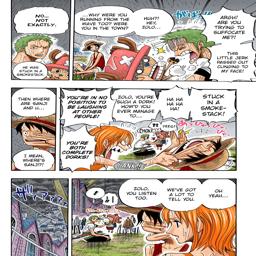 ARGH!
ARE YOU
TRYING TO
SUFFOCATE
ME?
THIS LITTLE
JERK PASSED OUT
CLINGING TO
MY FACE!
HUH?!
HEY,
ZOLO...
WHY WERE YOU
RUNNING FROM
THE WAVE
TOO? WERE
YOU IN THE
TOWN?
NO...
NOT
EXACTLY.
HE WAS
STUCK IN A
SMOKESTACK
STUCK
IN A
SMOKE-
STACK!
HA HA
HA
HA!
ZOLO, YOU'RE
SUCH A DORK!
HOW'D YOU
EVER MANAGE
TO...
YOU'RE IN NO
POSITION TO
BE LAUGHING
AT OTHER
PEOPLE!
YOU'RE
BOTH
COMPLETE
DORKS!
THEN WHERE
ARE SANJI
AND U...
I MEAN,
WHERE'S
SANJI?!
OH
YEAH...
WE'VE GOT
A LOT TO
TELL YOU.
ZOLO,
YOU LISTEN
TOO.